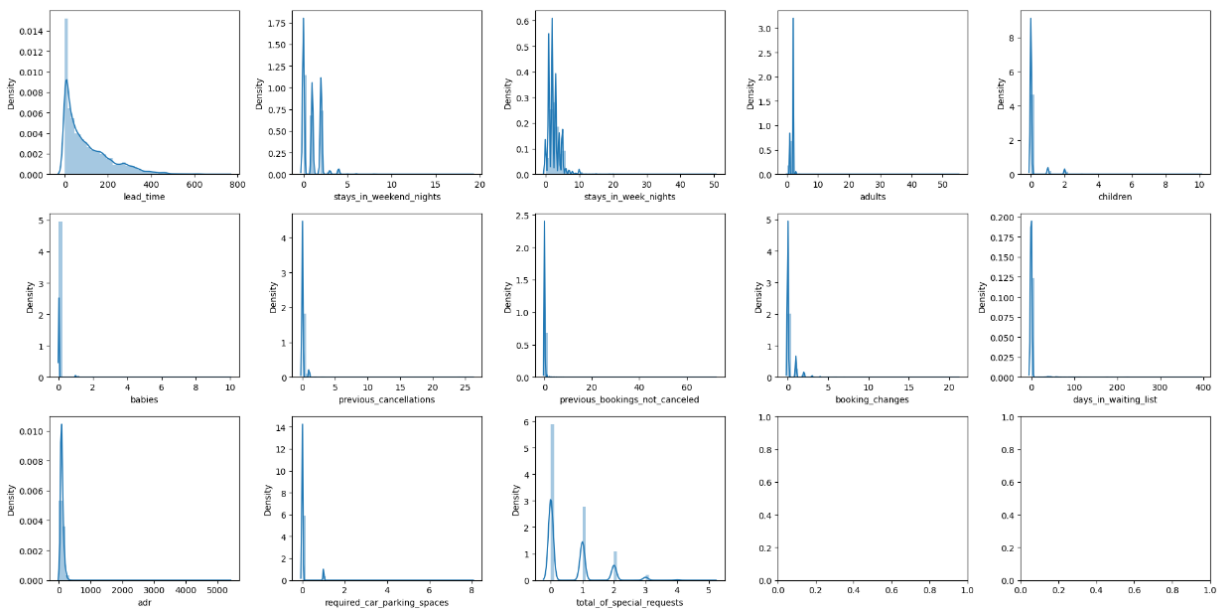 Density
0.014
0.012
0.010
0.008
0.006
0.004
0.002
0.000
0 200 400 600 800
lead_time
Density
1.75
1.50
1.25
1.00
0.75
0.50
0.25
0.00
0 5 10 15 20
stays_in_weekend_nights
Density
0.6
0.5
0.4
0.3
0.2
0.1
0.0
0 10 20 30 40 50
stays_in_week_nights
Density
3.0
2.5
2.0
1.5
1.0
0.5
0.0
0 10 20 30 40 50
adults
Density
8
6
4
2
0
0 2 4 6 8 10
children
Density
5
4
3
2
1
0
0 2 4 6 8 10
babies
Density
4
3
2
1
0
0 5 10 15 20 25
previous_cancellations
Density
2.5
2.0
1.5
1.0
0.5
0.0
0 20 40 60
previous_bookings_not_canceled
Density
5
4
3
2
1
0
0 5 10 15 20
booking_changes
Density
0.200
0.175
0.150
0.125
0.100
0.075
0.050
0.025
0.000
0 100 200 300 400
days_in_waiting_list
Density
0.010
0.008
0.006
0.004
0.002
0.000
0 1000 2000 3000 4000 5000
adr
Density
14
12
10
8
6
4
2
0
0 2 4 6 8
required_car_parking_spaces
Density
6
5
4
3
2
1
0
0 1 2 3 4 5
total_of_special_requests
1.0
0.8
0.6
0.4
0.2
0.0
0.0 0.2 0.4 0.6 0.8 1.0
1.0
0.8
0.6
0.4
0.2
0.0
0.0 0.2 0.4 0.6 0.8 1.0